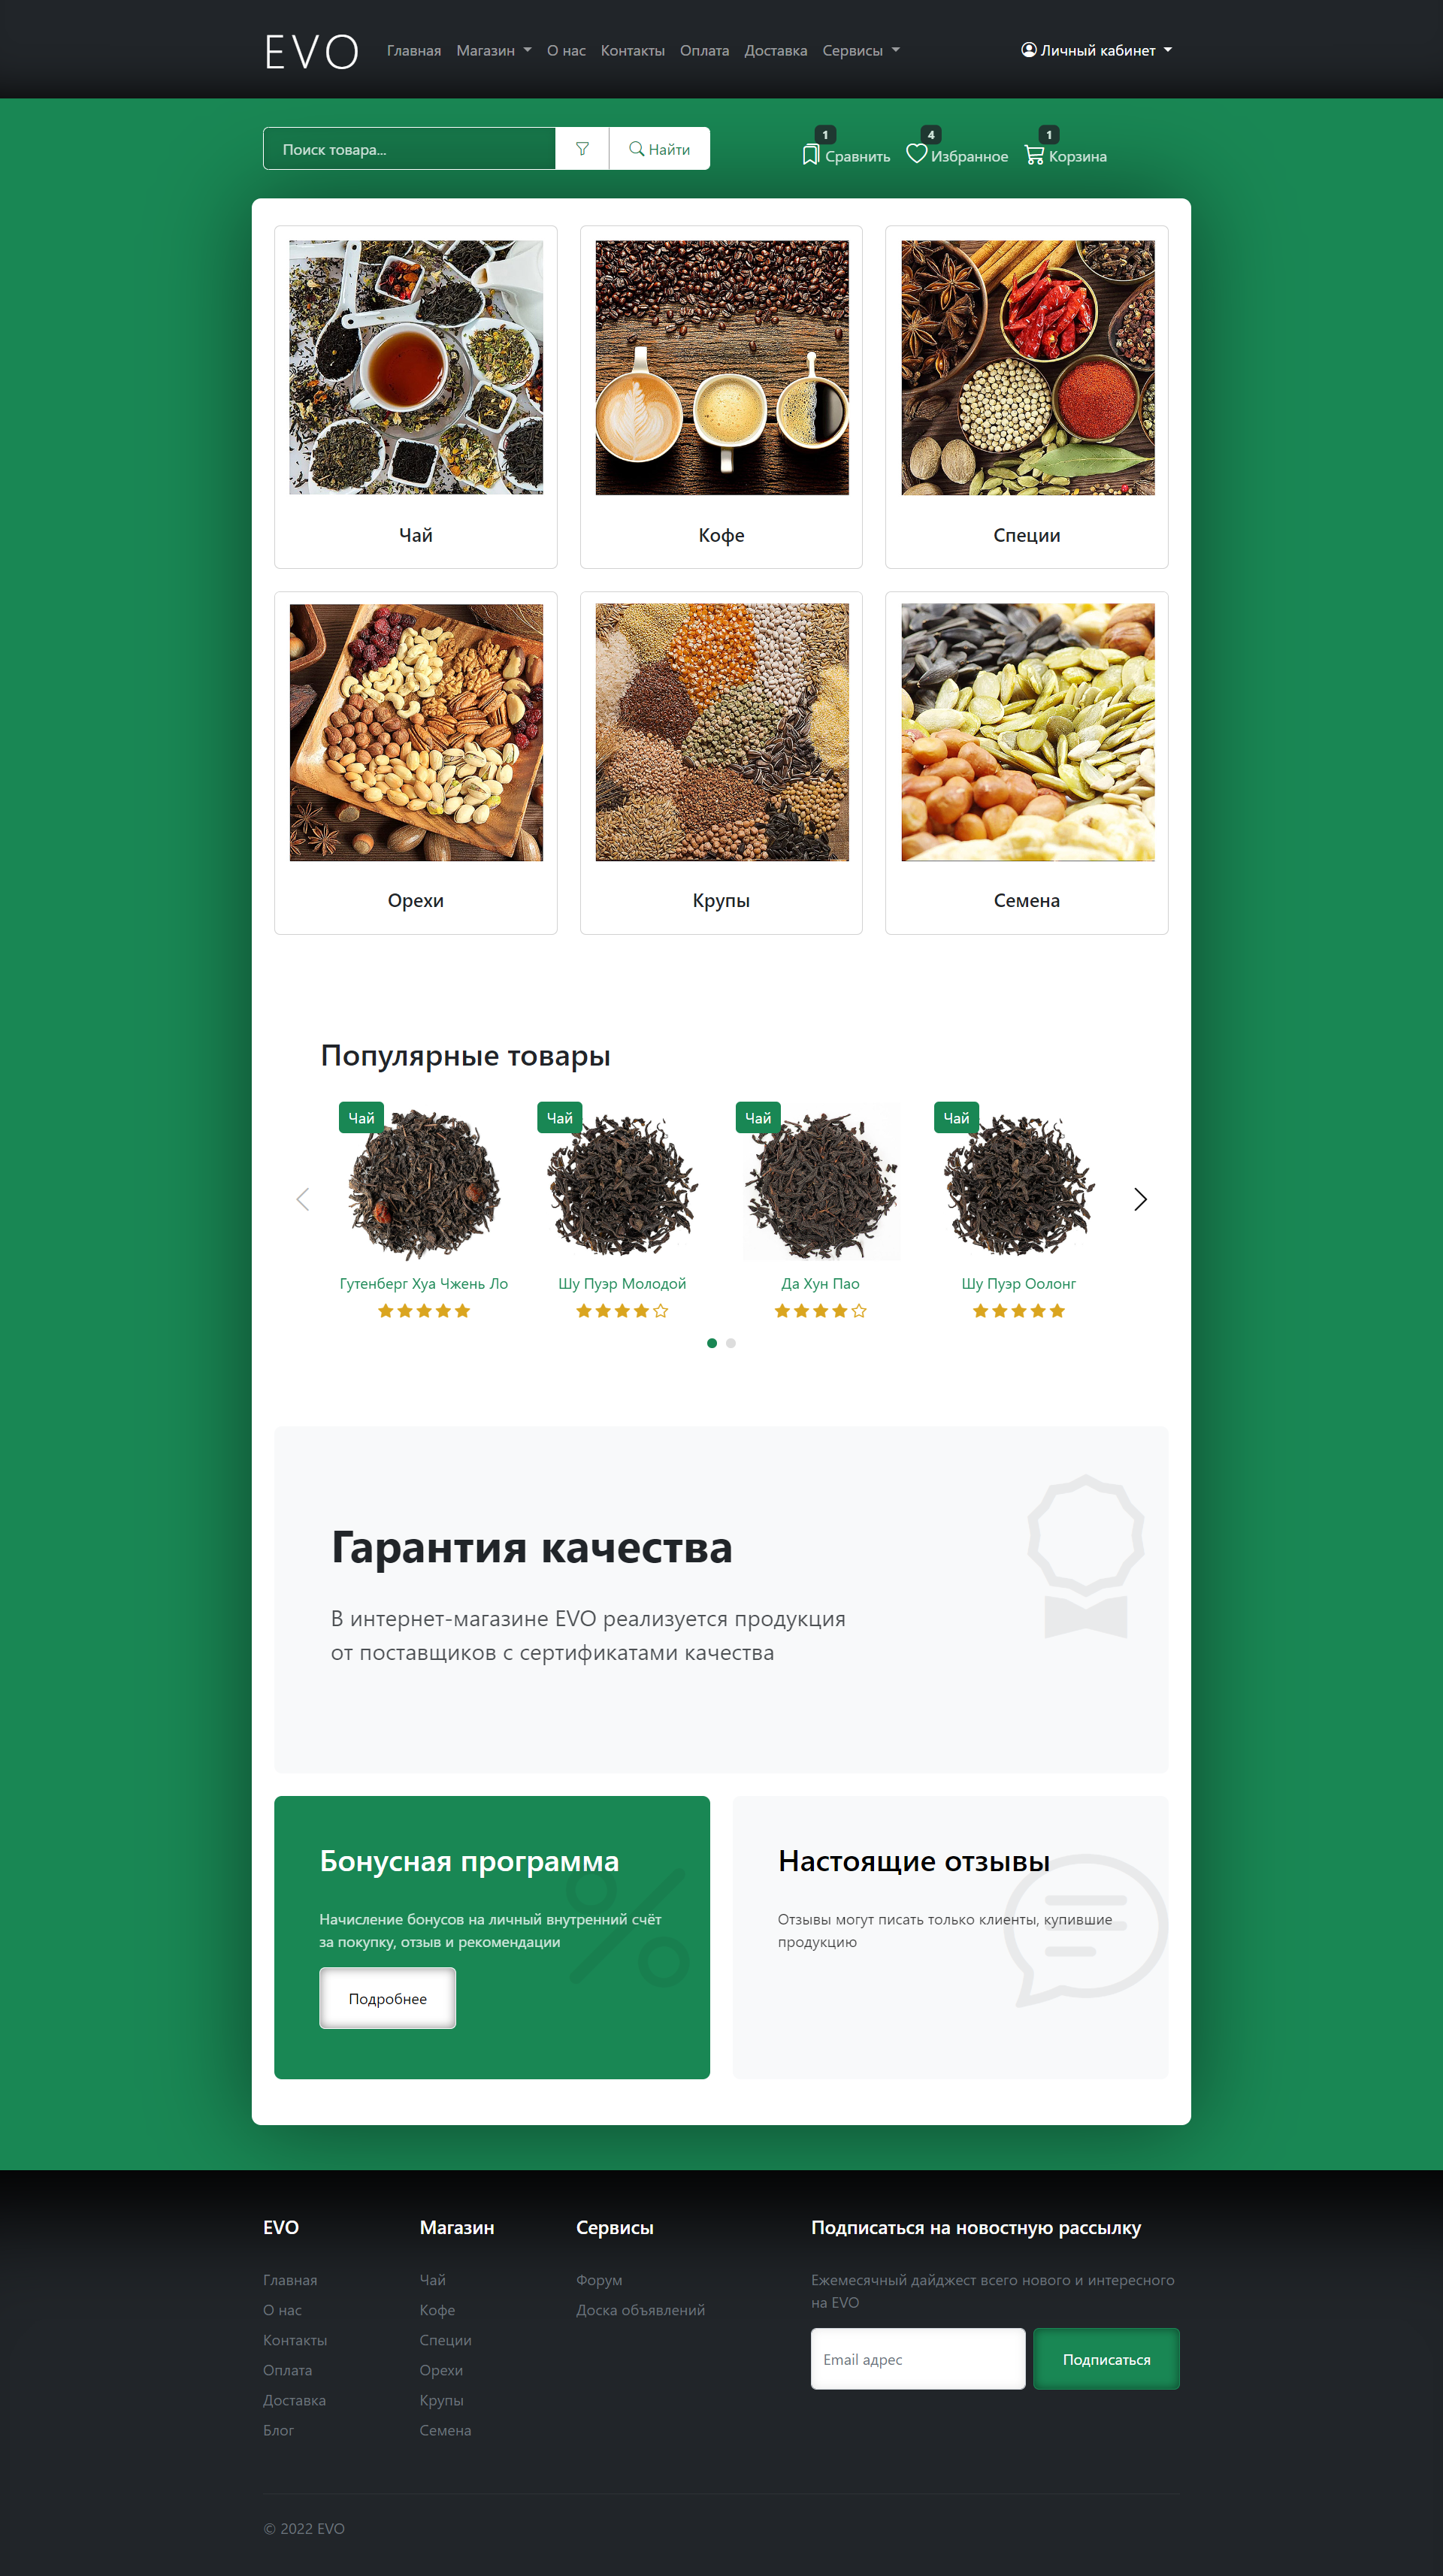 EVO Главная Магазин О нас Контакты Оплата Доставка Сервисы Личный кабинет
Поиск товара... Найти 1 Сравнить 4 Избранное 1 Корзина
Чай Кофе Специи
Орехи Крупы Семена
Популярные товары
Чай Чай Чай Чай
Гутенберг Хуа Чжень Ло Шу Пуэр Молодой Да Хун Пао Шу Пуэр Оолонг
Гарантия качества
В интернет-магазине EVO реализуется продукция
от поставщиков с сертификатами качества
Бонусная программа
Начисление бонусов на личный внутренний счёт
за покупку, отзыв и рекомендации
Подробнее
Настоящие отзывы
Отзывы могут писать только клиенты, купившие
продукцию
EVO
Главная
О нас
Контакты
Оплата
Доставка
Блог
Магазин
Чай
Кофе
Специи
Орехи
Крупы
Семена
Сервисы
Форум
Доска объявлений
Подписаться на новостную рассылку
Ежемесячный дайджест всего нового и интересного
на EVO
Email адрес Подписаться
© 2022 EVO